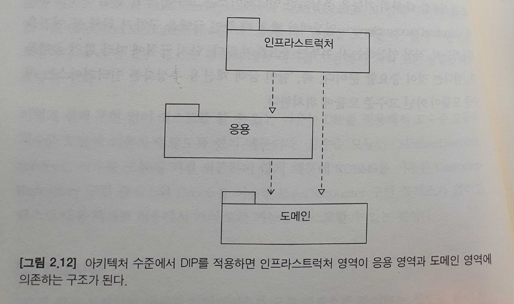 인프라스트럭처
응용
도메인
[그림 2.12] 아키텍처 수준에서 DIP를 적용하면 인프라스트럭처 영역이 응용 영역과 도메인 영역에
의존하는 구조가 된다.